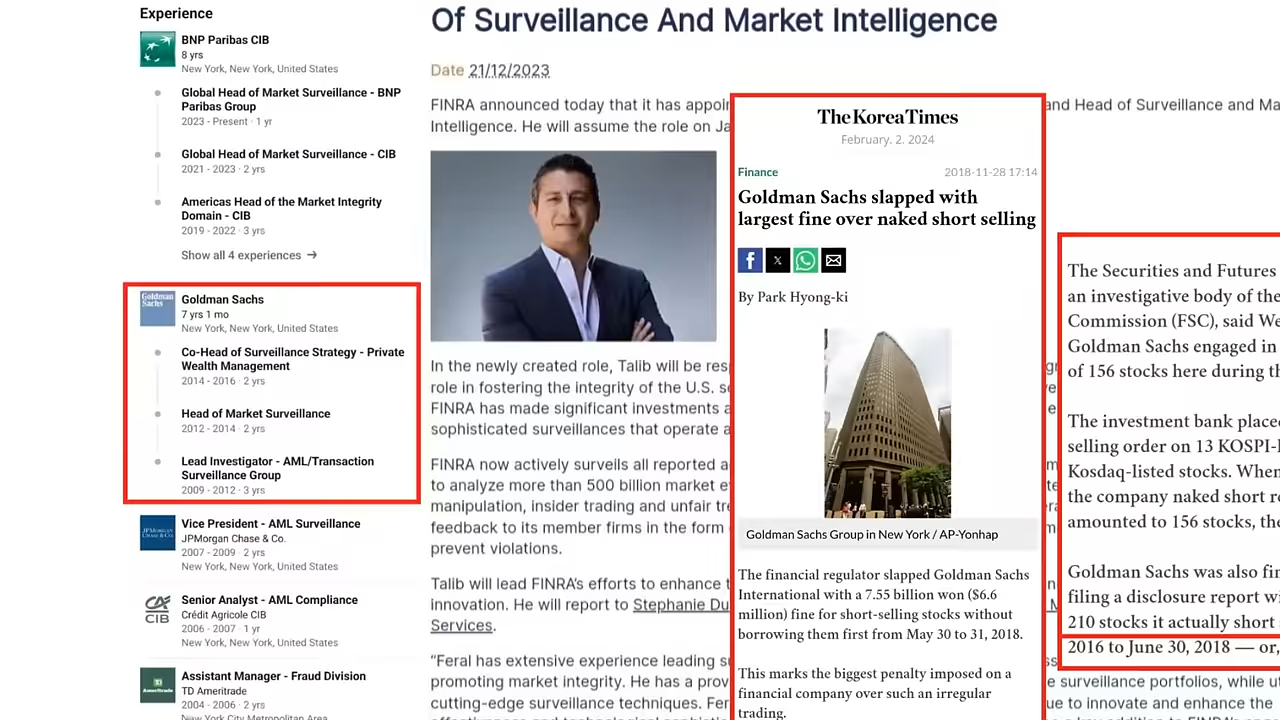 Experience
BNP Paribas CIB
8 yrs
New York, New York, United States
Global Head of Market Surveillance - BNP
Paribas Group
2023 - Present · 1 yr
Global Head of Market Surveillance - CIB
2021 - 2023 · 2 yrs
Americas Head of the Market Integrity
Domain - CIB
2019 - 2022 · 3 yrs
Show all 4 experiences →
Goldman Sachs
Goldman Sachs
7 yrs 1 mo
New York, New York, United States
Co-Head of Surveillance Strategy - Private
Wealth Management
2014 - 2016 · 2 yrs
Head of Market Surveillance
2012 - 2014 · 2 yrs
Lead Investigator - AML/Transaction
Surveillance Group
2009 - 2012 · 3 yrs
Vice President - AML Surveillance
JPMorgan Chase & Co.
2007 - 2009 · 2 yrs
New York, New York, United States
CIB
Senior Analyst - AML Compliance
Crédit Agricole CIB
2006 - 2007 · 1 yr
New York, New York, United States
Assistant Manager - Fraud Division
TD Ameritrade
2004 - 2006 · 2 yrs
New York City Metropolitan Area
Of Surveillance And Market Intelligence
Date 21/12/2023
FINRA announced today that it has
and Head of Surveillance and
Intelligence. He will assume the role on
In the newly created role, Talib will be
role in fostering the integrity of the U.S.
FINRA has made significant investments
sophisticated surveillances that operate
FINRA now actively surveils all reported
to analyze more than 500 billion market
manipulation, insider trading and unfair
feedback to its member firms in the form
prevent violations.
Talib will lead FINRA's efforts to enhance
innovation. He will report to Stephanie
Services.
“Feral has extensive experience leading
promoting market integrity. He has a
cutting-edge surveillance techniques.
surveillance portfolios, while
to innovate and enhance the
The Korea Times
February. 2. 2024
Finance 2018-11-28 17:14
Goldman Sachs slapped with
largest fine over naked short selling
By Park Hyong-ki
Goldman Sachs Group in New York / AP-Yonhap
The financial regulator slapped Goldman Sachs
International with a 7.55 billion won ($6.6
million) fine for short-selling stocks without
borrowing them first from May 30 to 31, 2018.
This marks the biggest penalty imposed on a
financial company over such an irregular
trading.
The Securities and Futures
an investigative body of the
Commission (FSC), said
Goldman Sachs engaged in
of 156 stocks here during
The investment bank
selling order on 13
Kosdaq-listed stocks.
the company naked short
amounted to 156 stocks,
Goldman Sachs was also
filing a disclosure report
210 stocks it actually short
2016 to June 30, 2018 — or,